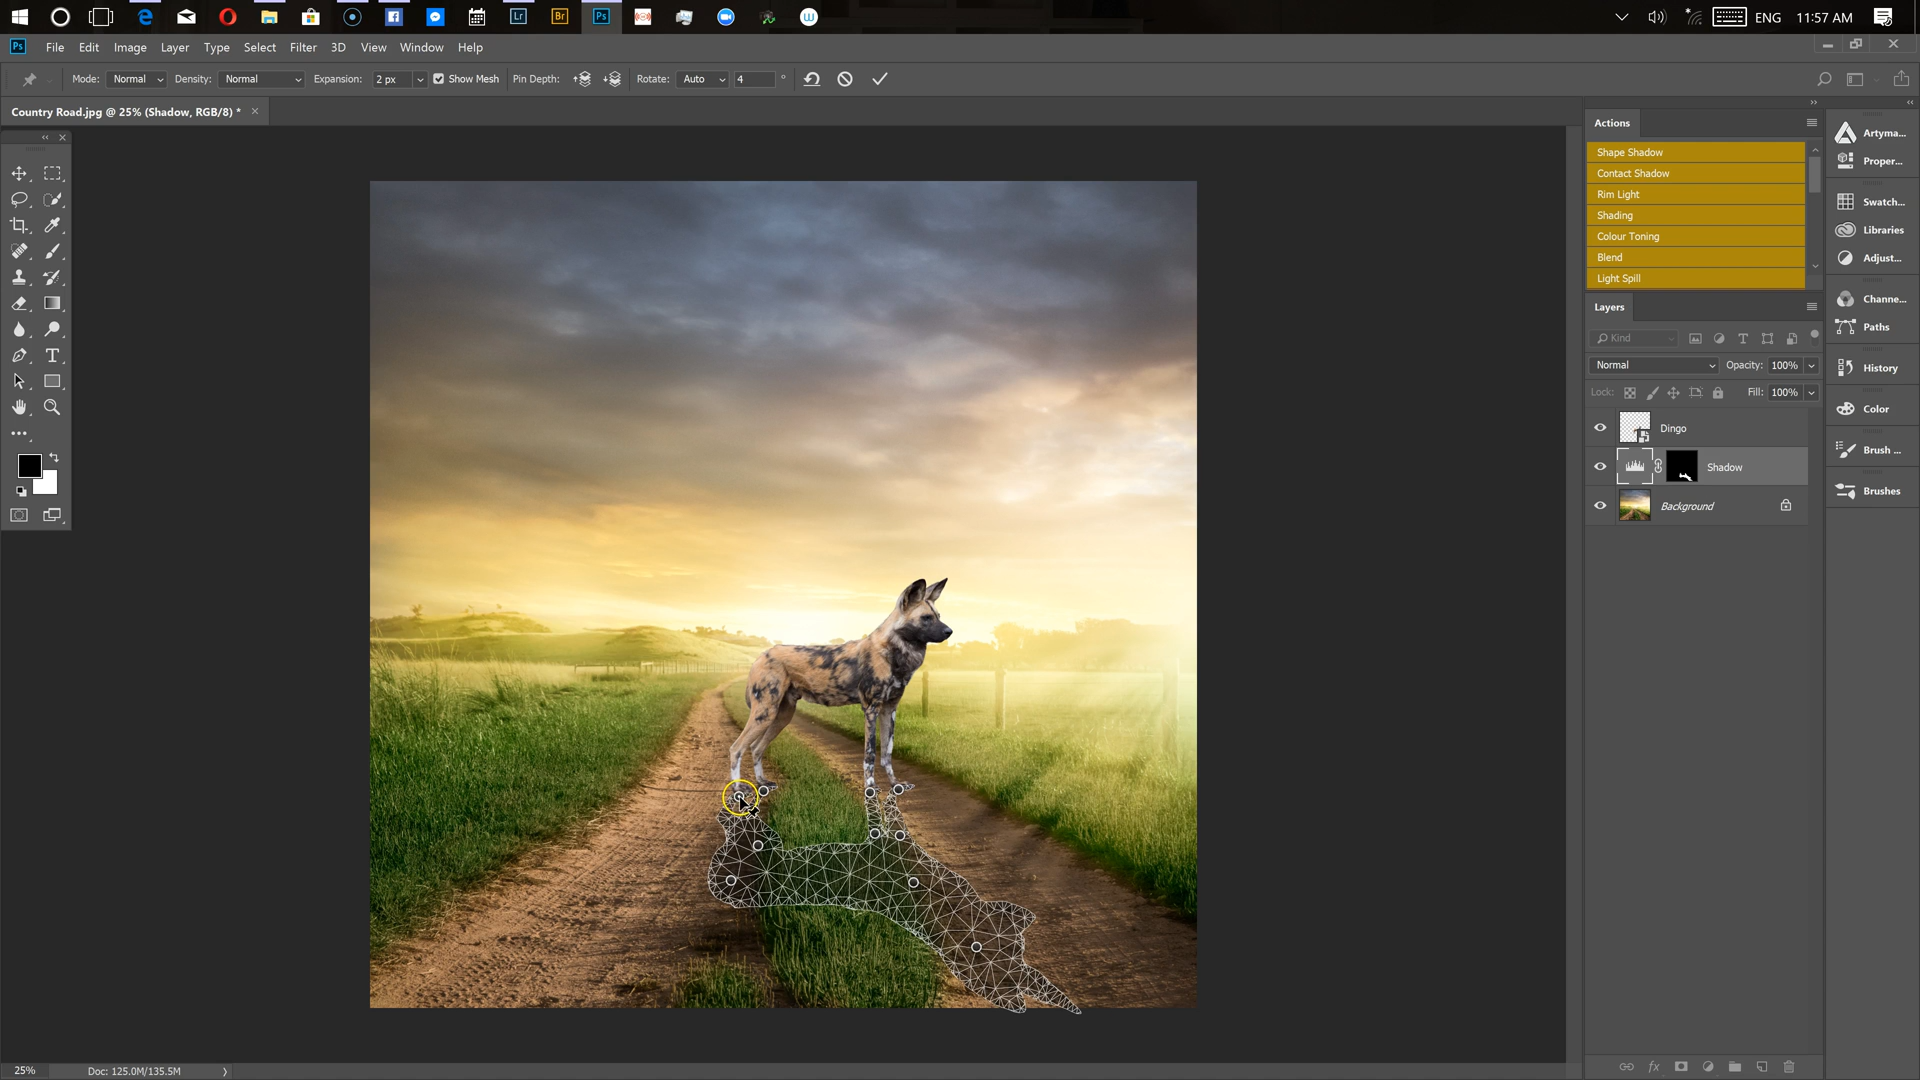 Lr
Br
Ps
ENG
11:57 AM
Ps File Edit Image Layer Type Select Filter 3D View Window Help
Mode: Normal Density: Normal Expansion: 2 px Show Mesh Pin Depth: Rotate: Auto 4 °
Country Road.jpg @ 25% (Shadow, RGB/8) *
Actions
Shape Shadow
Contact Shadow
Rim Light
Shading
Colour Toning
Blend
Light Spill
Layers
Kind
Normal Opacity: 100%
Lock: Fill: 100%
Dingo
Shadow
Background
Artyma...
Proper...
Swatch...
Libraries
Adjust...
Channe...
Paths
History
Color
Brush ...
Brushes
25% Doc: 125.0M/135.5M